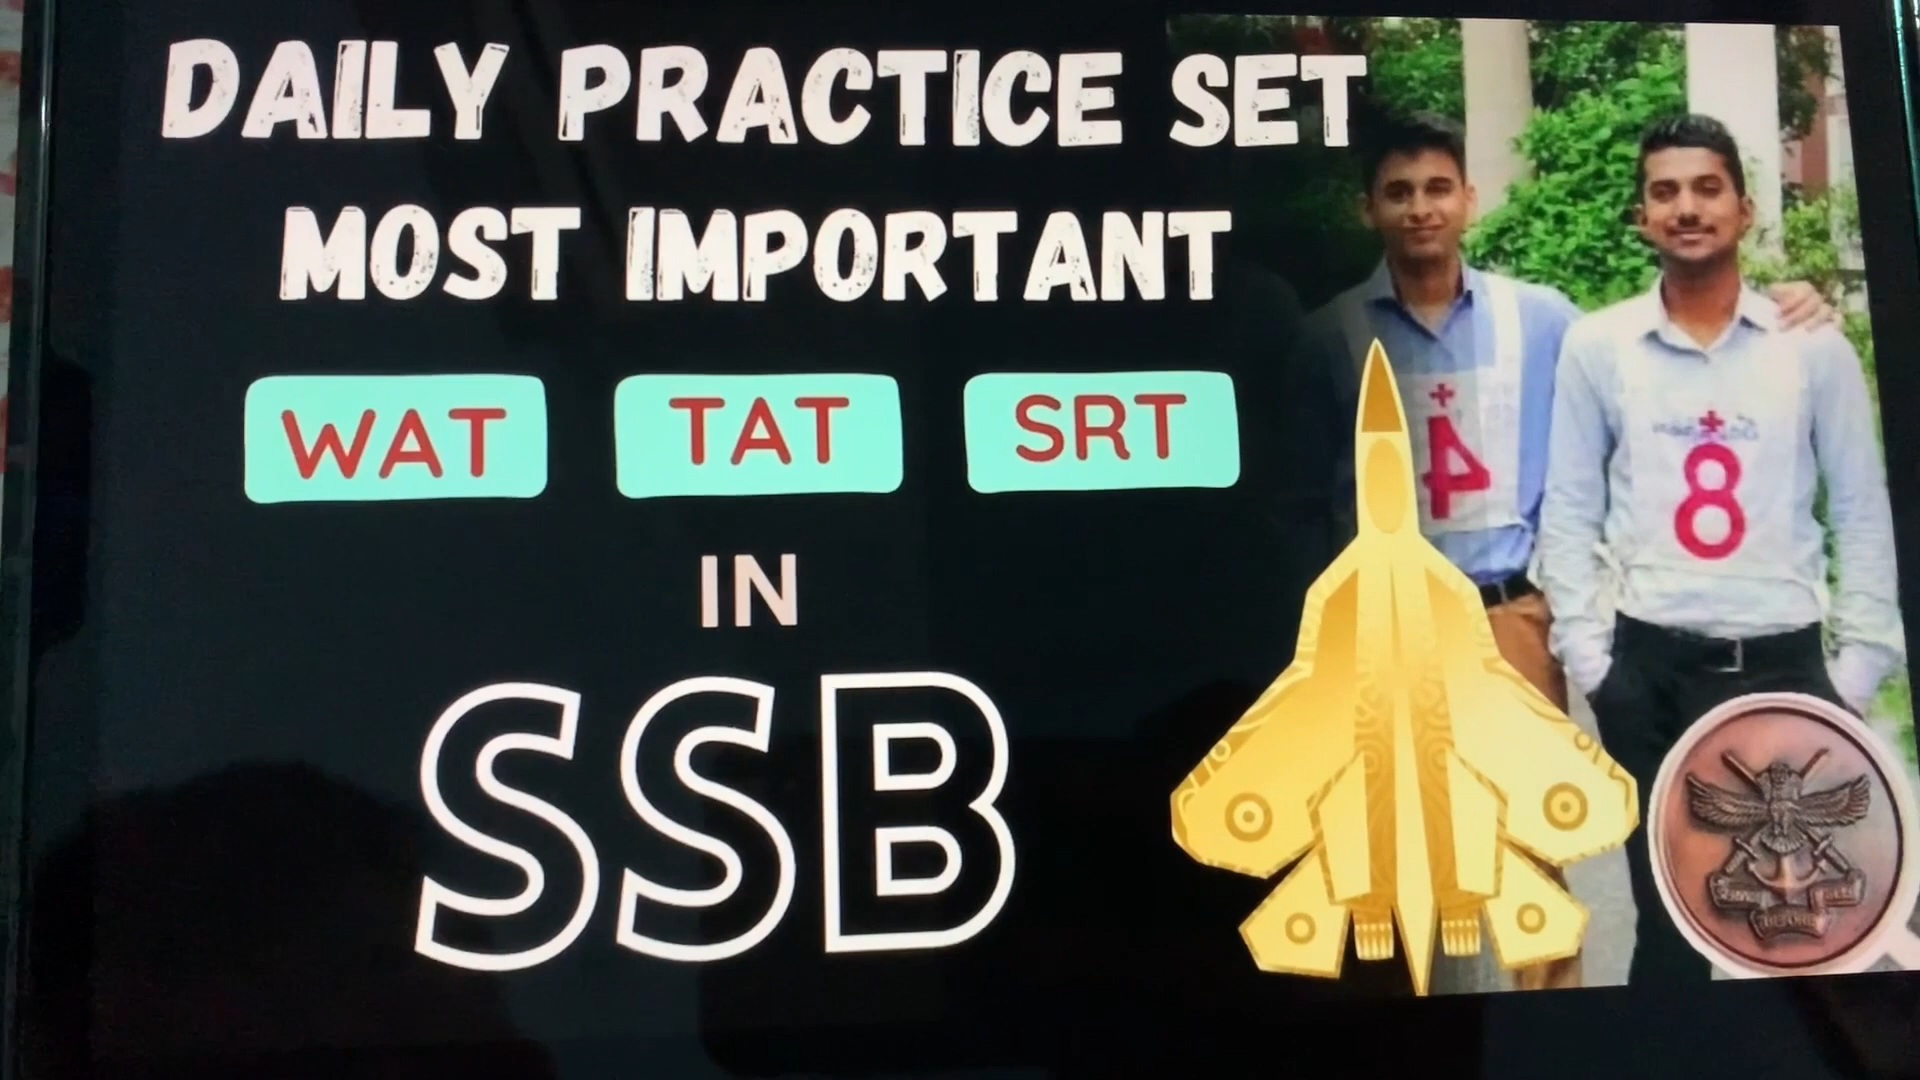 DAILY PRACTICE SET
MOST IMPORTANT
WAT TAT SRT
IN
SSB
4
8